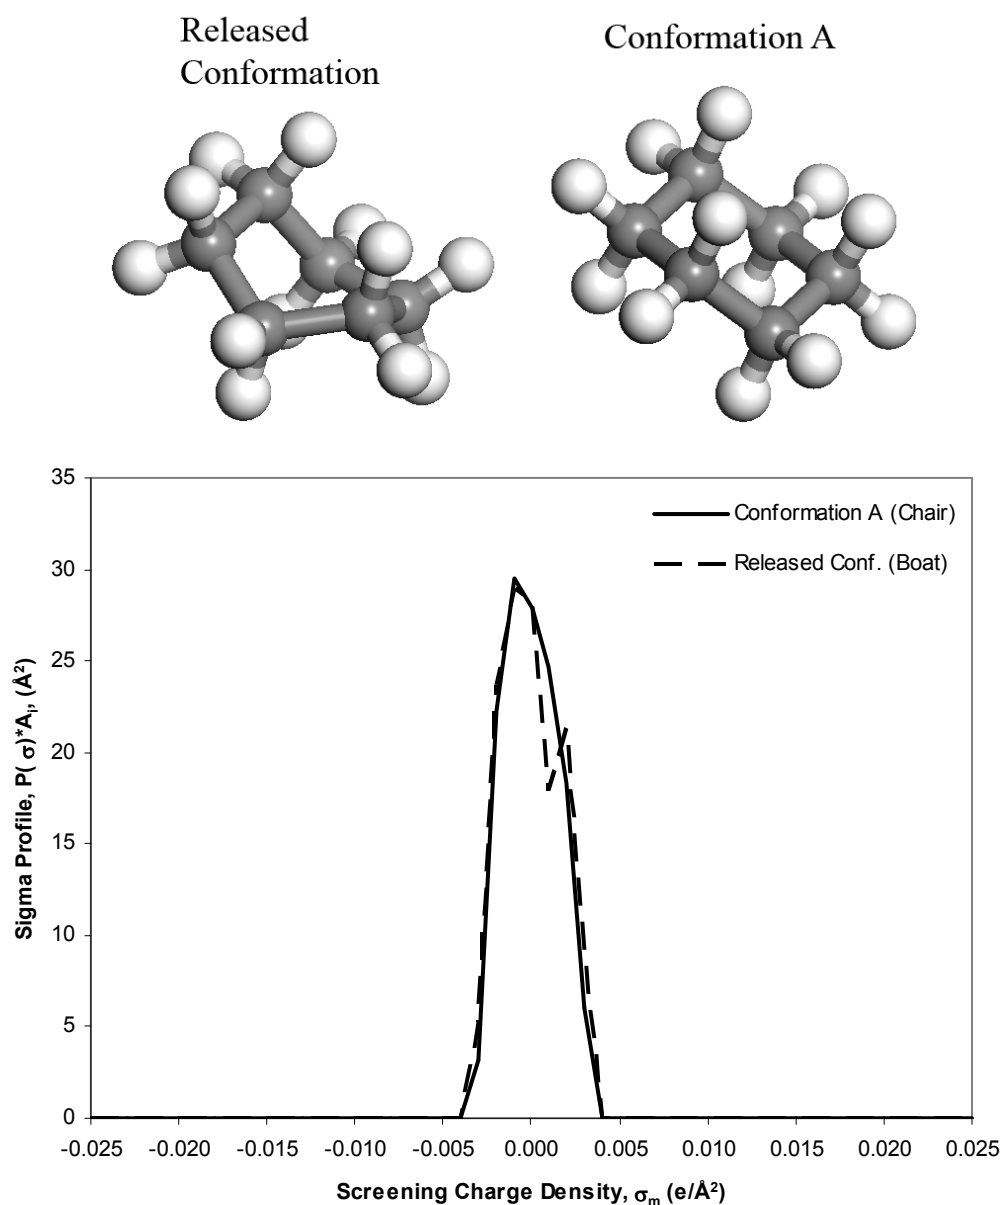 Released
Conformation
Conformation A
35
30
25
20
15
10
5
0
Sigma Profile, P( σ)*Aᵢ, (Å²)
Conformation A (Chair)
Released Conf. (Boat)
-0.025 -0.020 -0.015 -0.010 -0.005 0.000 0.005 0.010 0.015 0.020 0.025
Screening Charge Density, σₘ (e/Å²)